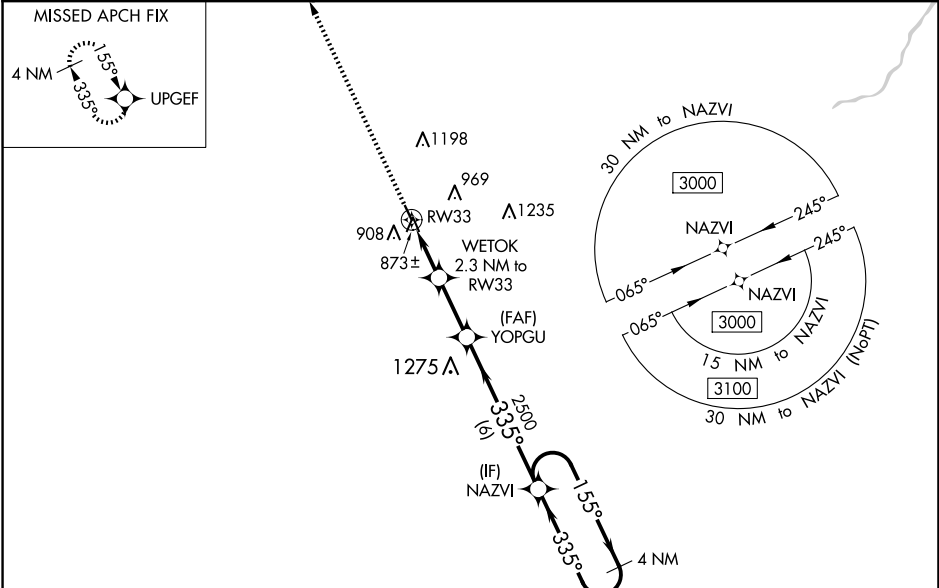 MISSED APCH FIX
4 NM
155°
335°
UPGEF
1198
969
1235
RW33
908
873±
WETOK
2.3 NM to
RW33
(FAF)
YOPGU
1275
2500
335°
(6)
(IF)
NAZVI
155°
335°
4 NM
30 NM to NAZVI
3000
245°
NAZVI
065°
245°
NAZVI
065°
3000
15 NM to NAZVI
3100
30 NM to NAZVI (NoPT)